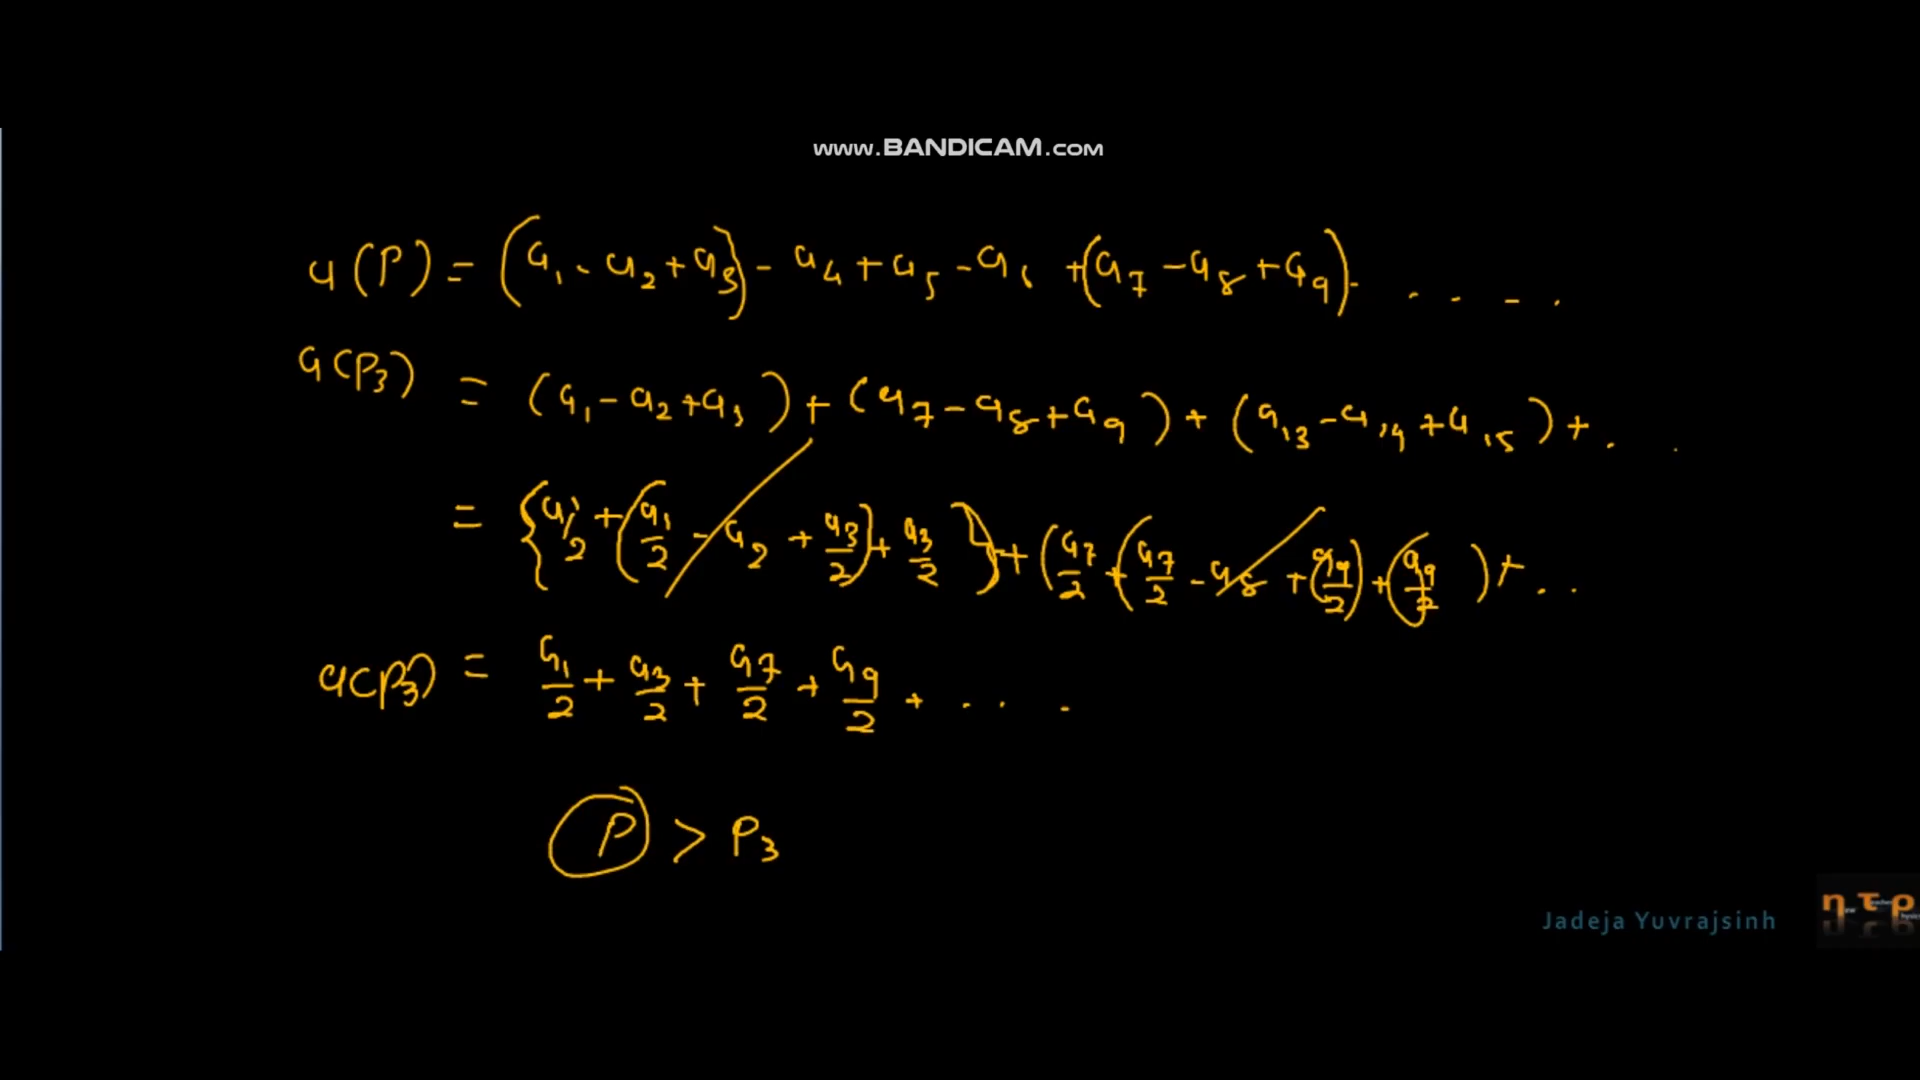 www.BANDICAM.com
u(P) = (a₁ - u₂ + a₃) - a₄ + a₅ - a₆ + (a₇ - a₈ + a₉) . . . - .
a(P₃) = (a₁ - a₂ + a₃) + (a₇ - a₈ + a₉) + (a₁₃ - a₁₄ + a₁₅) + . .
= {a₁/2 + (a₁/2 - a₂ + a₃/2) + a₃/2} + (a₇/2 + (a₇/2 - a₈ + (a₉/2) + (a₉/2) + . .
a(P₃) = a₁/2 + a₃/2 + a₇/2 + a₉/2 + . . .
P > P₃
Jadeja Yuvrajsinh
ητρ